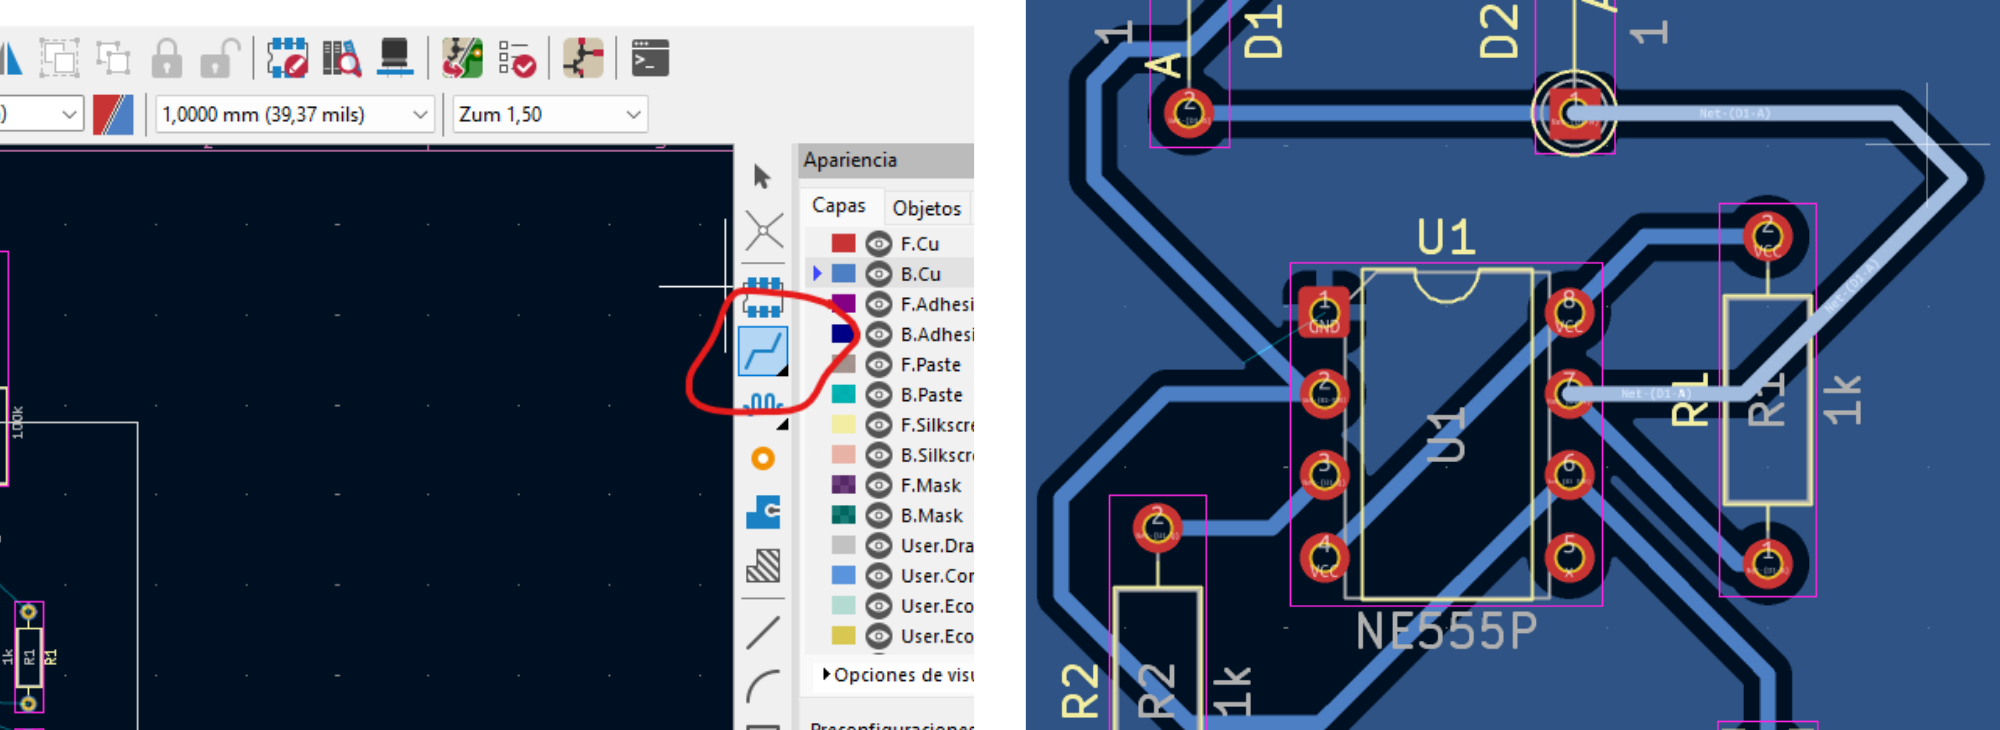 1,0000 mm (39,37 mils)
Zum 1,50
Apariencia
Capas
Objetos
F.Cu
B.Cu
F.Adhesi
B.Adhesi
F.Paste
B.Paste
F.Silkscre
B.Silkscre
F.Mask
B.Mask
User.Dra
User.Cor
User.Eco
User.Eco
Opciones de visu
Preconfiguraciones
100k
1k
R1
R1
1
A
D1
D2
1
2
1
Net-(D1-A)
U1
1
GND
8
VCC
2
VCC
Net-(D1-A)
2
7
Net-(D1-A)
R1
R1
1k
U1
3
6
2
4
VCC
5
x
1
NE555P
R2
R2
1k